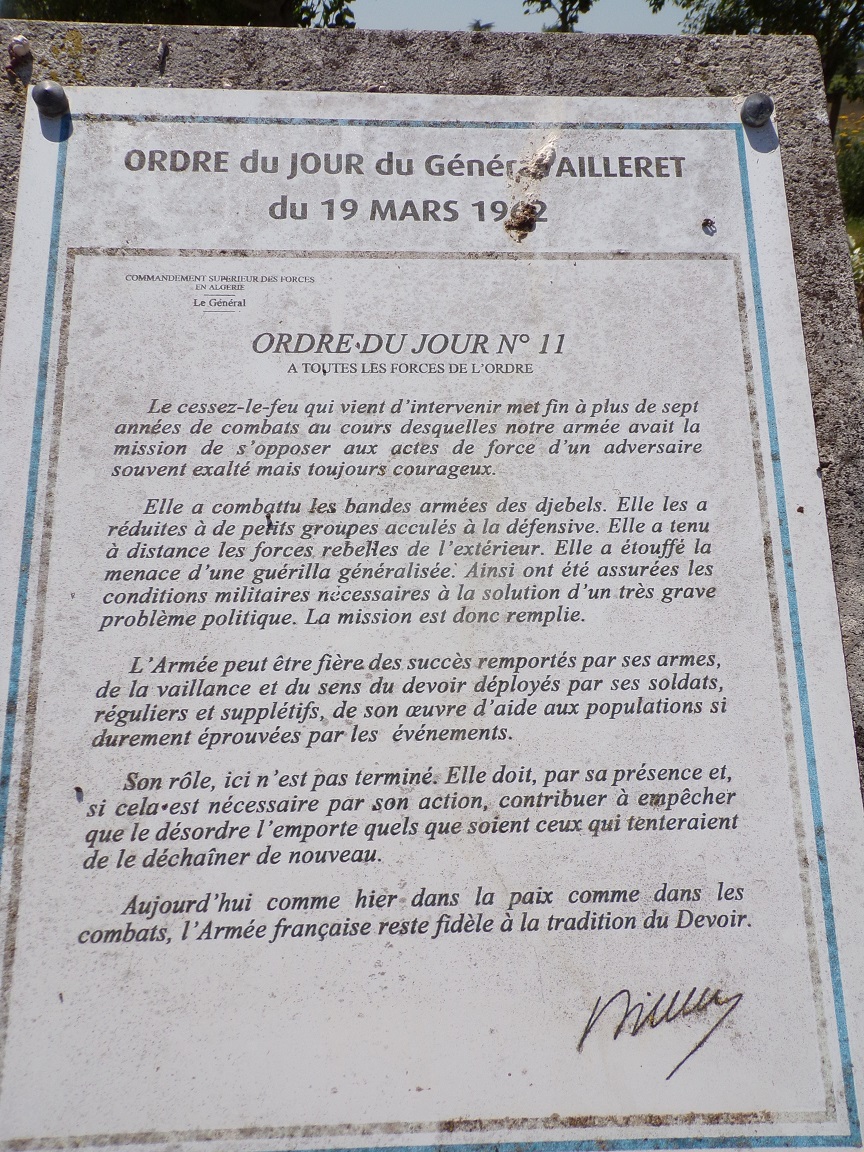 ORDRE du JOUR du Général AILLERET
du 19 MARS 1962
COMMANDEMENT SUPERIEUR DES FORCES
EN ALGERIE
Le Général
ORDRE DU JOUR N° 11
A TOUTES LES FORCES DE L'ORDRE
Le cessez-le-feu qui vient d'intervenir met fin à plus de sept
années de combats au cours desquelles notre armée avait la
mission de s'opposer aux actes de force d'un adversaire
souvent exalté mais toujours courageux.
Elle a combattu les bandes armées des djebels. Elle les a
réduites à de petits groupes acculés à la défensive. Elle a tenu
à distance les forces rebelles de l'extérieur. Elle a étouffé la
menace d'une guérilla généralisée. Ainsi ont été assurées les
conditions militaires nécessaires à la solution d'un très grave
problème politique. La mission est donc remplie.
L'Armée peut être fière des succès remportés par ses armes,
de la vaillance et du sens du devoir déployés par ses soldats,
réguliers et supplétifs, de son œuvre d'aide aux populations si
durement éprouvées par les événements.
Son rôle, ici n'est pas terminé. Elle doit, par sa présence et,
si cela est nécessaire par son action, contribuer à empêcher
que le désordre l'emporte quels que soient ceux qui tenteraient
de le déchaîner de nouveau.
Aujourd'hui comme hier dans la paix comme dans les
combats, l'Armée française reste fidèle à la tradition du Devoir.